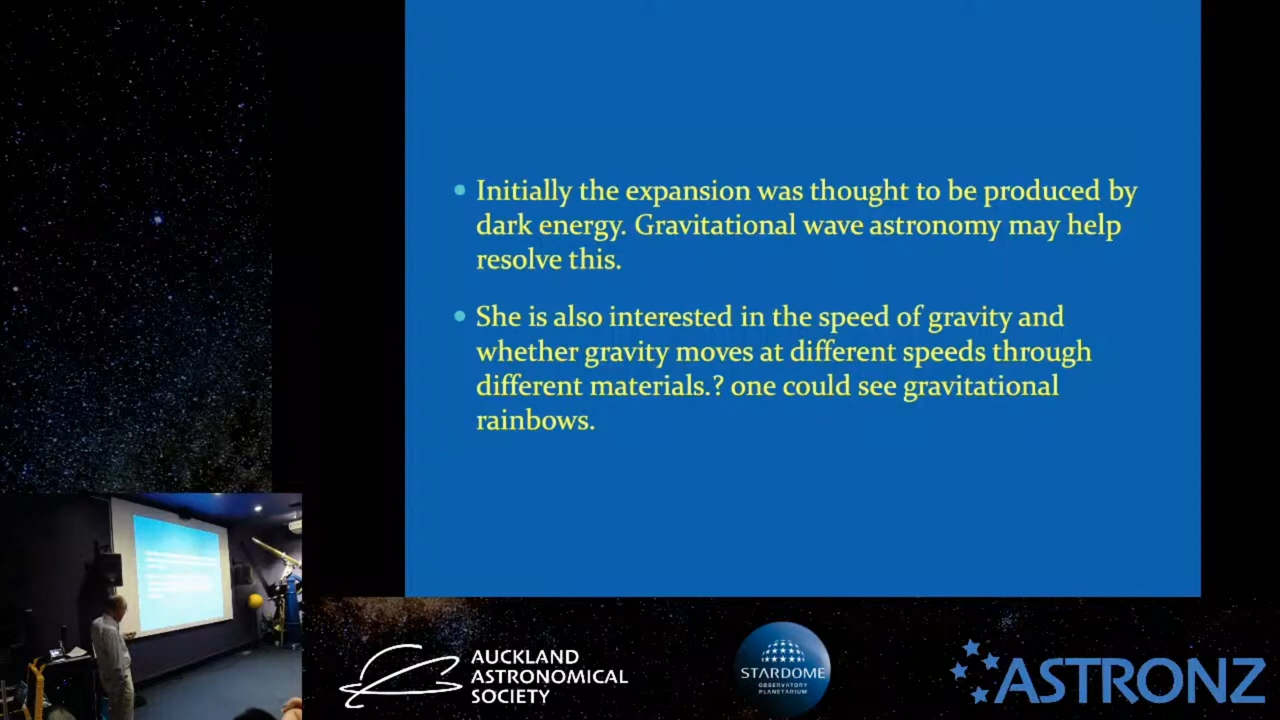 Initially the expansion was thought to be produced by
dark energy. Gravitational wave astronomy may help
resolve this.
She is also interested in the speed of gravity and
whether gravity moves at different speeds through
different materials.? one could see gravitational
rainbows.
AUCKLAND
ASTRONOMICAL
SOCIETY
STARDOME
OBSERVATORY
PLANETARIUM
ASTRONZ